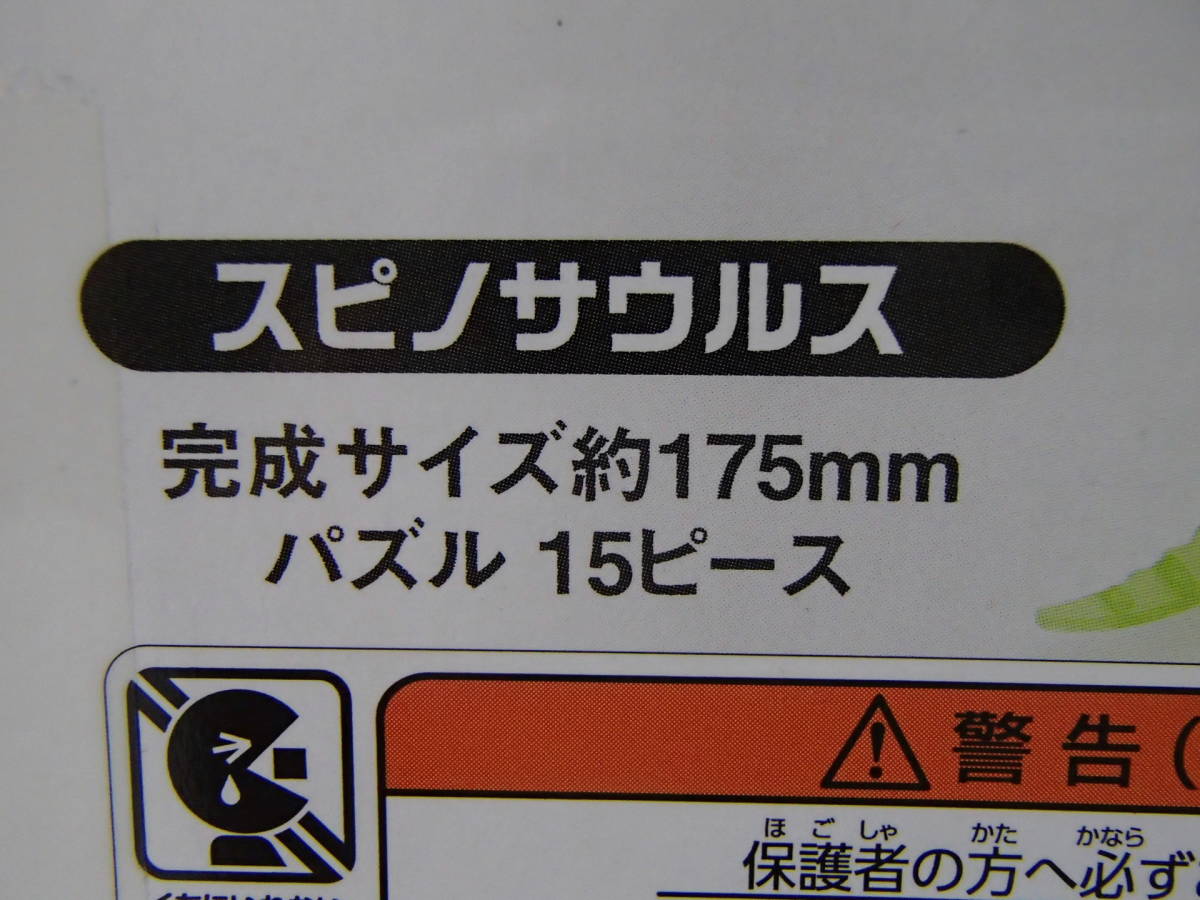 スピノサウルス
完成サイズ約175mm
パズル 15ピース
警告(
ほごしゃ かた かなら
保護者の方へ必ず